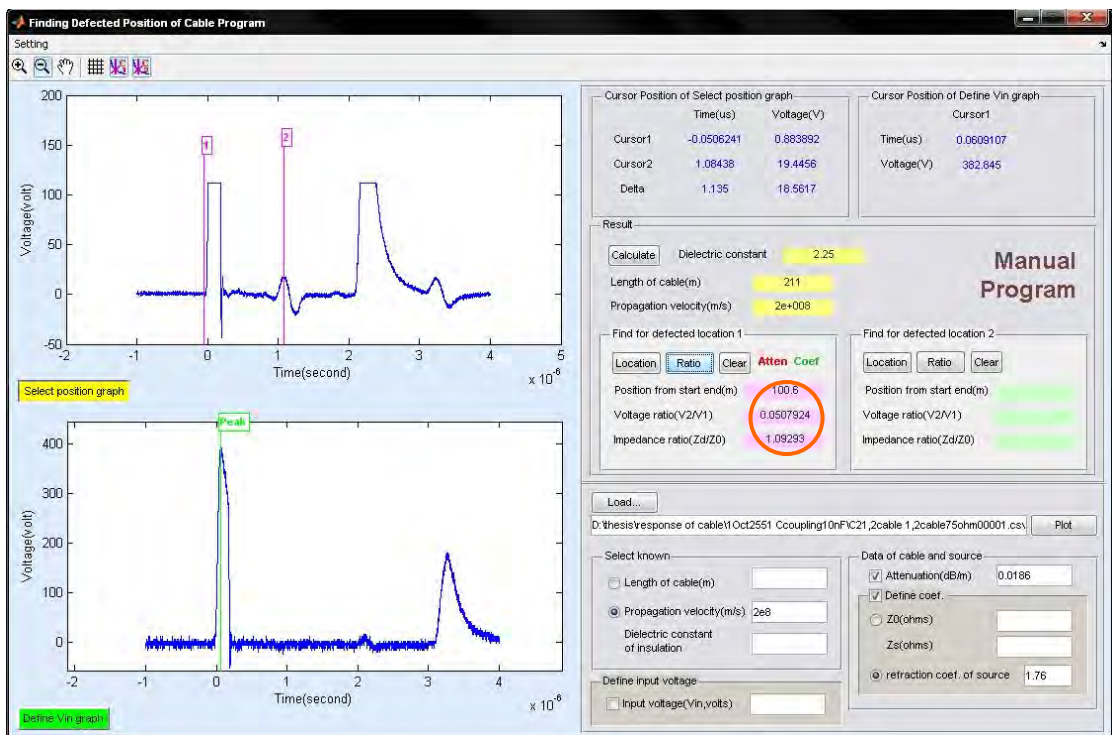 Finding Defected Position of Cable Program
Setting
200
150
100
50
0
-50
Voltage(volt)
1
2
-2 -1 0 1 2 3 4 5
Time(second)
x 10-6
Select position graph
400
300
200
100
0
Voltage(volt)
Peak
-2 -1 0 1 2 3 4
Time(second)
x 10-6
Define Vin graph
Cursor Position of Select position graph
Time(us) Voltage(V)
Cursor1 -0.0506241 0.883892
Cursor2 1.08438 19.4456
Delta 1.135 18.5617
Cursor Position of Define Vin graph
Cursor1
Time(us) 0.0609107
Voltage(V) 382.845
Result
Calculate Dielectric constant 2.25
Length of cable(m) 211
Propagation velocity(m/s) 2e+008
Manual
Program
Find for defected location 1
Location Ratio Clear Atten Coef
Position from start end(m) 100.6
Voltage ratio(V2/V1) 0.0507924
Impedance ratio(Zd/Z0) 1.09293
Find for defected location 2
Location Ratio Clear
Position from start end(m)
Voltage ratio(V2/V1)
Impedance ratio(Zd/Z0)
Load...
D:\thesis\response of cable\1Oct2551 Ccoupling10nF\C21,2cable 1,2cable75ohm00001.csv Plot
Select known
Length of cable(m)
Propagation velocity(m/s) 2e8
Dielectric constant
of insulation
Define input voltage
Input voltage(Vin,volts)
Data of cable and source
Attenuation(dB/m) 0.0186
Define coef.
Z0(ohms)
Zs(ohms)
refraction coef. of source 1.76